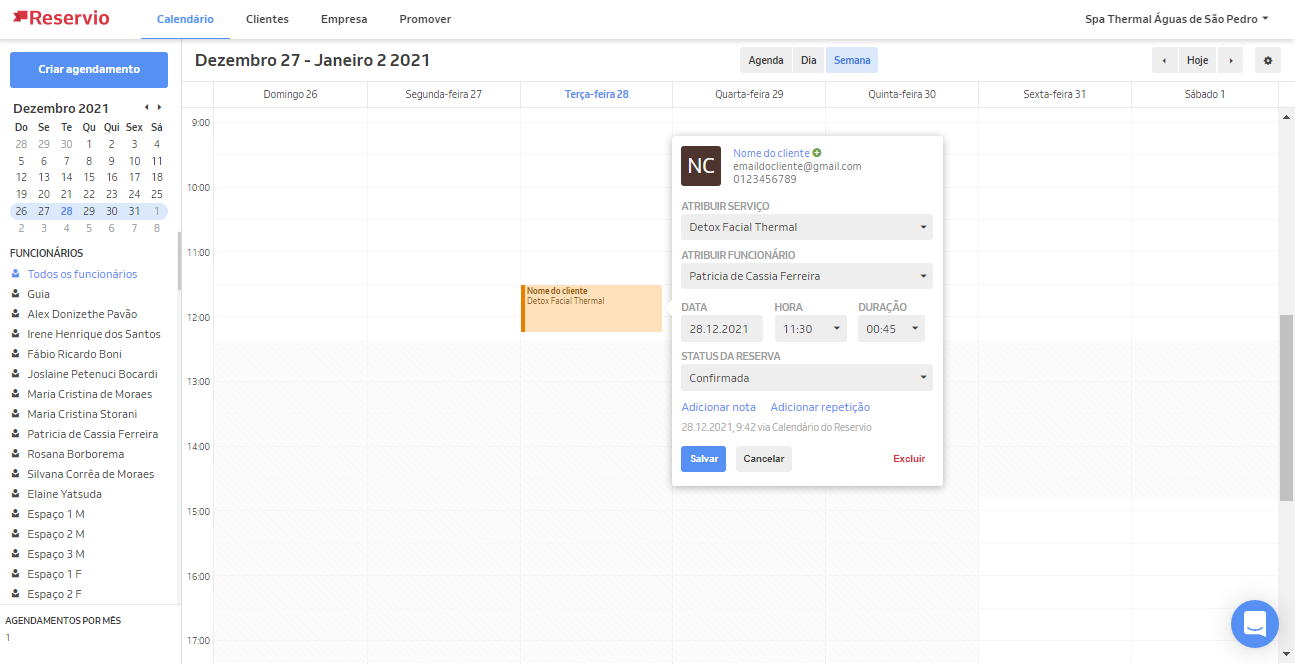 Reservio
Calendário Clientes Empresa Promover
Spa Thermal Águas de São Pedro
Criar agendamento
Dezembro 2021
Do Se Te Qu Qui Sex Sá
28 29 30 1 2 3 4
5 6 7 8 9 10 11
12 13 14 15 16 17 18
19 20 21 22 23 24 25
26 27 28 29 30 31 1
2 3 4 5 6 7 8
FUNCIONÁRIOS
Todos os funcionários
Guia
Alex Donizethe Pavão
Irene Henrique dos Santos
Fábio Ricardo Boni
Joslaine Petenuci Bocardi
Maria Cristina de Moraes
Maria Cristina Storani
Patricia de Cassia Ferreira
Rosana Borborema
Silvana Corrêa de Moraes
Elaine Yatsuda
Espaço 1 M
Espaço 2 M
Espaço 3 M
Espaço 1 F
Espaço 2 F
AGENDAMENTOS POR MÊS
1
Dezembro 27 - Janeiro 2 2021
Agenda Dia Semana
Hoje
Domingo 26 Segunda-feira 27 Terça-feira 28 Quarta-feira 29 Quinta-feira 30 Sexta-feira 31 Sábado 1
9:00
10:00
11:00
12:00
13:00
14:00
15:00
16:00
17:00
Nome do cliente
Detox Facial Thermal
NC
Nome do cliente
emaildocliente@gmail.com
0123456789
ATRIBUIR SERVIÇO
Detox Facial Thermal
ATRIBUIR FUNCIONÁRIO
Patricia de Cassia Ferreira
DATA HORA DURAÇÃO
28.12.2021 11:30 00:45
STATUS DA RESERVA
Confirmada
Adicionar nota Adicionar repetição
28.12.2021, 9:42 via Calendário do Reservio
Salvar Cancelar Excluir